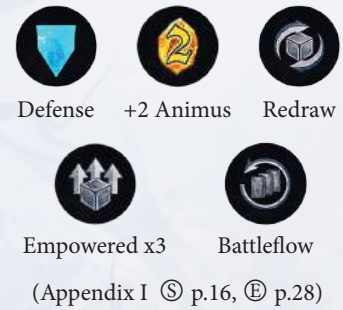 2
Defense +2 Animus Redraw
Empowered x3 Battleflow
(Appendix I Ⓢ p.16, Ⓔ p.28)